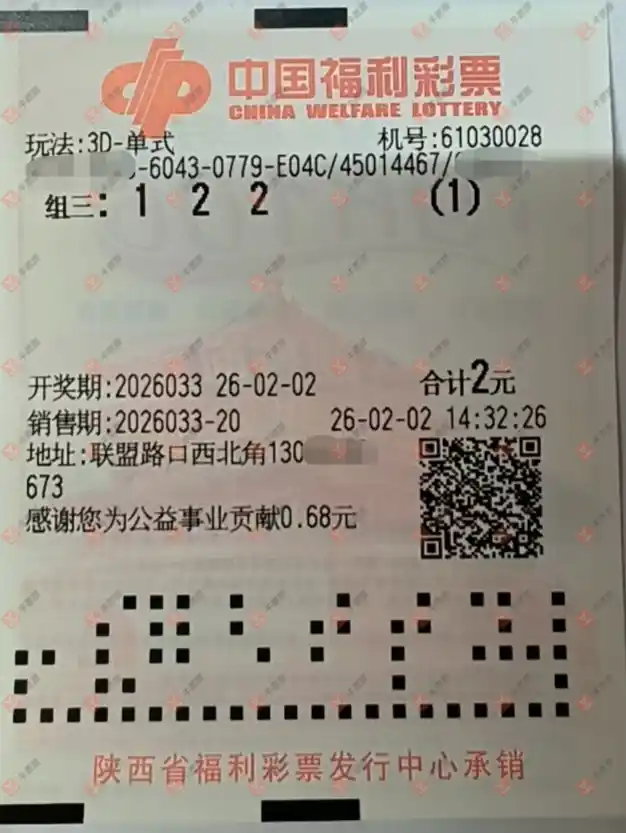 中国福利彩票
CHINA WELFARE LOTTERY
玩法:3D-单式 机号:61030028
-6043-0779-E04C/45014467/
组三: 1 2 2 (1)
开奖期:2026033 26-02-02 合计2元
销售期:2026033-20 26-02-02 14:32:26
地址:联盟路口西北角130
673
感谢您为公益事业贡献0.68元
陕西省福利彩票发行中心承销